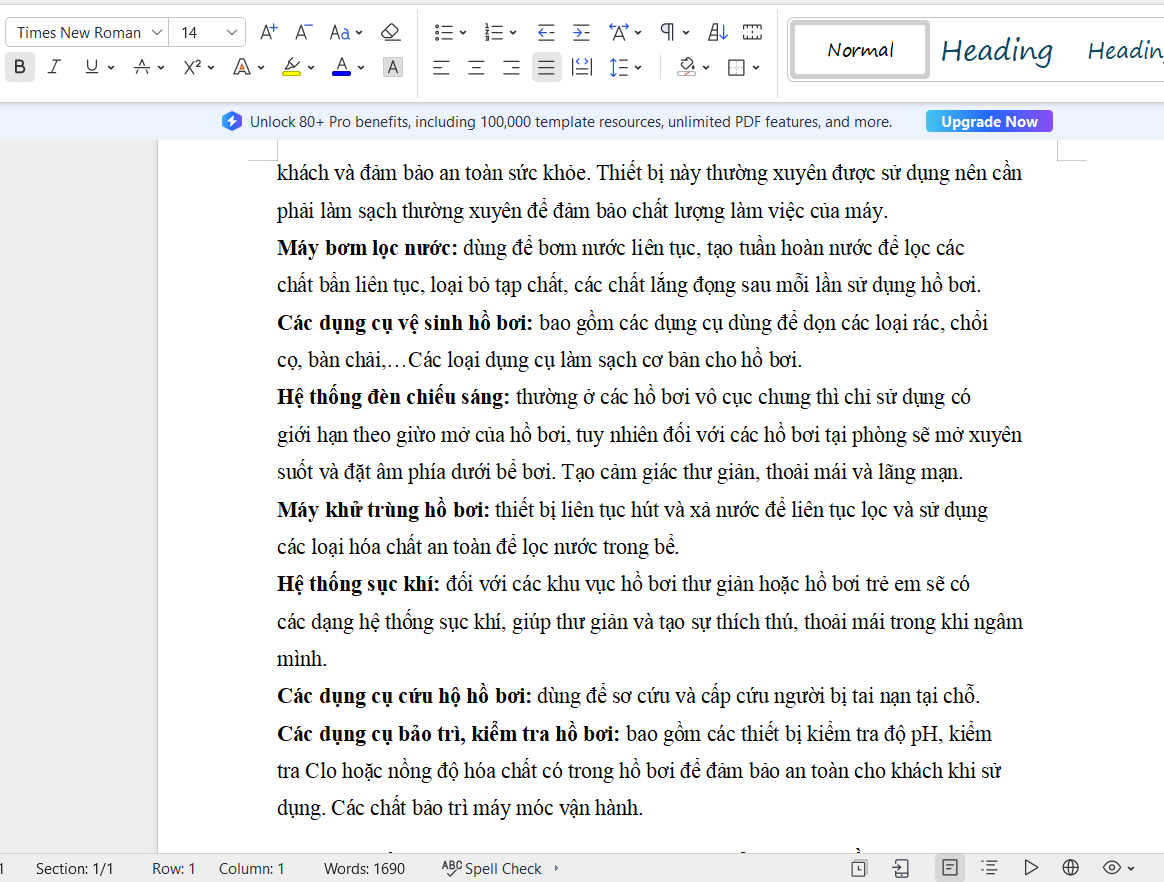 Times New Roman 14 A+ A- Aa
B I U A X² A A A
Normal Heading Headin
Unlock 80+ Pro benefits, including 100,000 template resources, unlimited PDF features, and more. Upgrade Now
khách và đảm bảo an toàn sức khỏe. Thiết bị này thường xuyên được sử dụng nên cần
phải làm sạch thường xuyên để đảm bảo chất lượng làm việc của máy.
Máy bơm lọc nước: dùng để bơm nước liên tục, tạo tuần hoàn nước để lọc các
chất bẩn liên tục, loại bỏ tạp chất, các chất lắng đọng sau mỗi lần sử dụng hồ bơi.
Các dụng cụ vệ sinh hồ bơi: bao gồm các dụng cụ dùng để dọn các loại rác, chổi
cọ, bàn chải,…Các loại dụng cụ làm sạch cơ bản cho hồ bơi.
Hệ thống đèn chiếu sáng: thường ở các hồ bơi vô cục chung thì chỉ sử dụng có
giới hạn theo giừo mở của hồ bơi, tuy nhiên đối với các hồ bơi tại phòng sẽ mở xuyên
suốt và đặt âm phía dưới bể bơi. Tạo cảm giác thư giản, thoải mái và lãng mạn.
Máy khử trùng hồ bơi: thiết bị liên tục hút và xả nước để liên tục lọc và sử dụng
các loại hóa chất an toàn để lọc nước trong bể.
Hệ thống sục khí: đối với các khu vục hồ bơi thư giản hoặc hồ bơi trẻ em sẽ có
các dạng hệ thống sục khí, giúp thư giản và tạo sự thích thú, thoải mái trong khi ngâm
mình.
Các dụng cụ cứu hộ hồ bơi: dùng để sơ cứu và cấp cứu người bị tai nạn tại chỗ.
Các dụng cụ bảo trì, kiểm tra hồ bơi: bao gồm các thiết bị kiểm tra độ pH, kiểm
tra Clo hoặc nồng độ hóa chất có trong hồ bơi để đảm bảo an toàn cho khách khi sử
dụng. Các chất bảo trì máy móc vận hành.
1 Section: 1/1 Row: 1 Column: 1 Words: 1690 ABC Spell Check